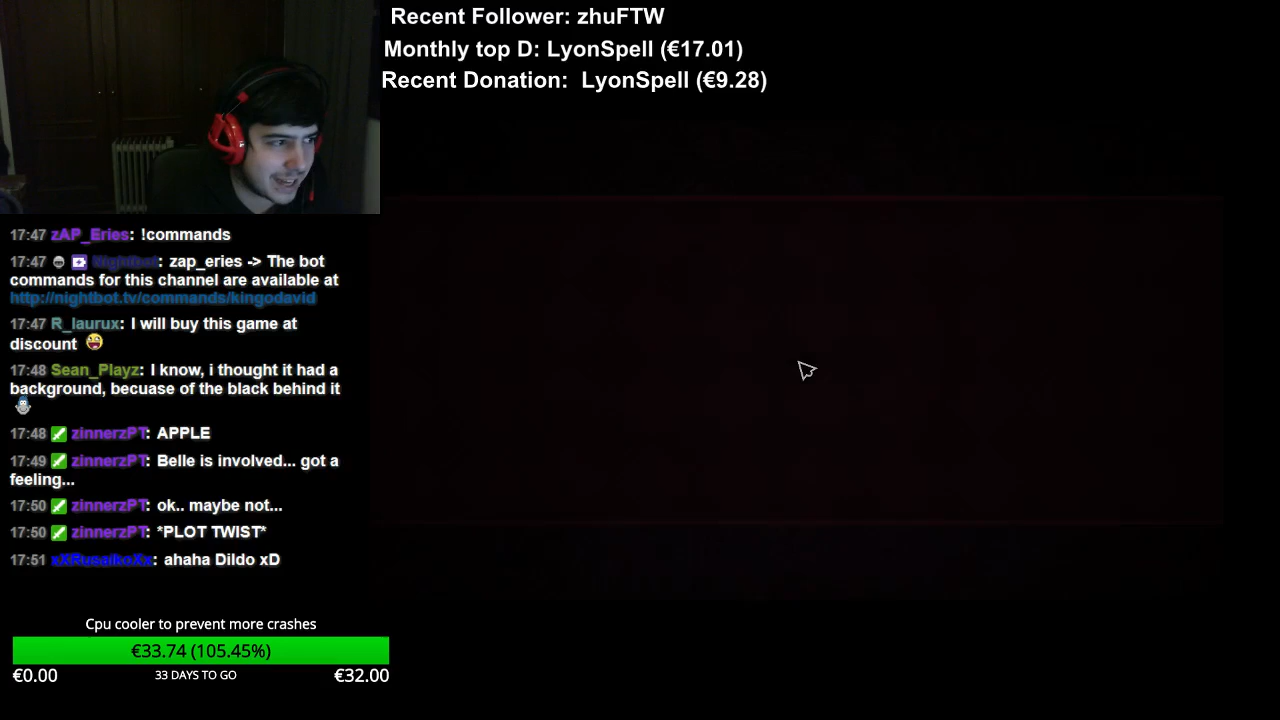 Recent Follower: zhuFTW
Monthly top D: LyonSpell (€17.01)
Recent Donation: LyonSpell (€9.28)
17:47 zAP_Eries: !commands
17:47 Nightbot: zap_eries -> The bot
commands for this channel are available at
http://nightbot.tv/commands/kingodavid
17:47 R_laurux: I will buy this game at
discount
17:48 Sean_Playz: I know, i thought it had a
background, becuase of the black behind it
17:48 zinnerzPT: APPLE
17:49 zinnerzPT: Belle is involved... got a
feeling...
17:50 zinnerzPT: ok.. maybe not...
17:50 zinnerzPT: *PLOT TWIST*
17:51 xXRusaikoXx: ahaha Dildo xD
Cpu cooler to prevent more crashes
€33.74 (105.45%)
€0.00 33 DAYS TO GO €32.00